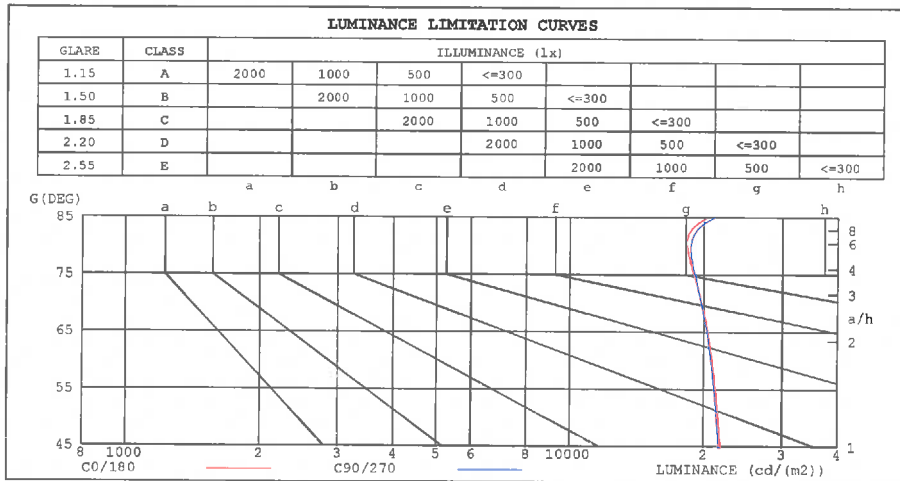 LUMINANCE LIMITATION CURVES
GLARE CLASS ILLUMINANCE (lx)
1.15 A 2000 1000 500 <=300
1.50 B 2000 1000 500 <=300
1.85 C 2000 1000 500 <=300
2.20 D 2000 1000 500 <=300
2.55 E 2000 1000 500 <=300
a b c d e f g h
G(DEG)
a b c d e f g h
85
8
6
75 4
3
a/h
65 2
55
45 1
8 1000 2 3 4 5 6 8 10000 2 3 4
C0/180 C90/270 LUMINANCE (cd/(m2))